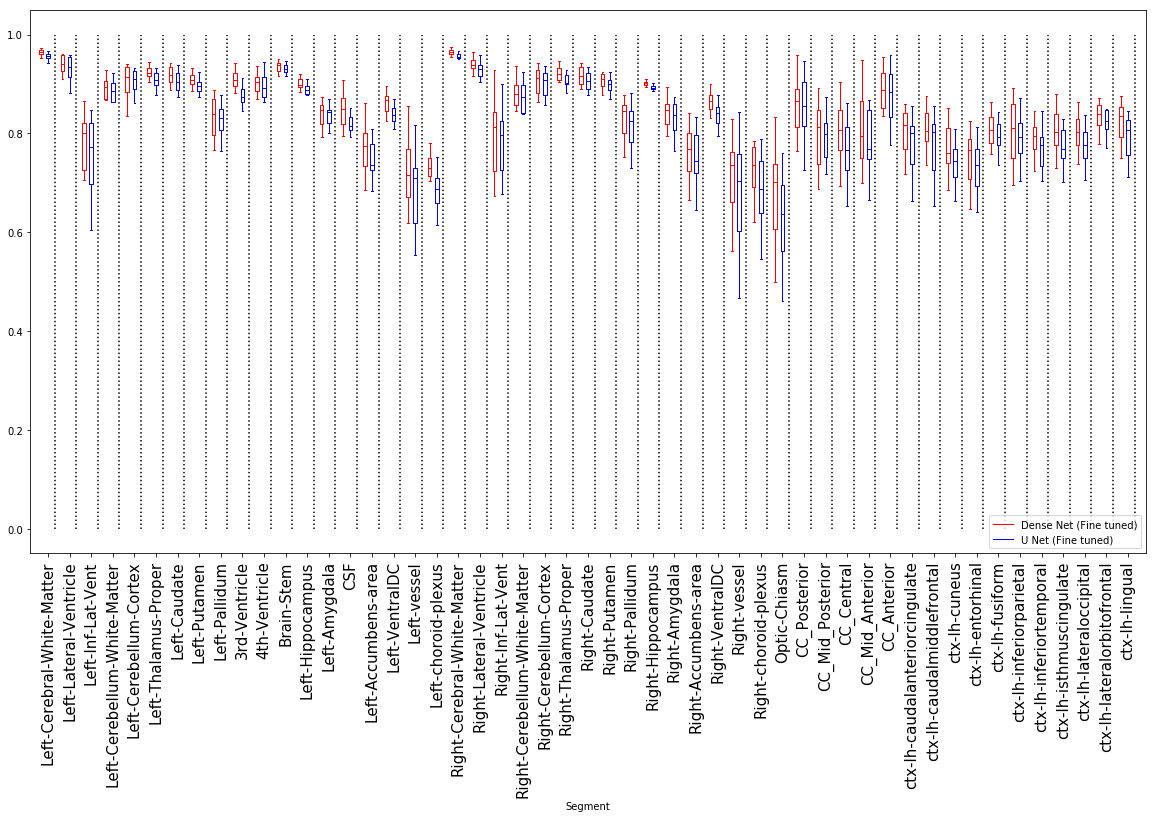 1.0
0.8
0.6
0.4
0.2
0.0
Dense Net (Fine tuned)
U Net (Fine tuned)
Left-Cerebral-White-Matter
Left-Lateral-Ventricle
Left-Inf-Lat-Vent
Left-Cerebellum-White-Matter
Left-Cerebellum-Cortex
Left-Thalamus-Proper
Left-Caudate
Left-Putamen
Left-Pallidum
3rd-Ventricle
4th-Ventricle
Brain-Stem
Left-Hippocampus
Left-Amygdala
CSF
Left-Accumbens-area
Left-VentralDC
Left-vessel
Left-choroid-plexus
Right-Cerebral-White-Matter
Right-Lateral-Ventricle
Right-Inf-Lat-Vent
Right-Cerebellum-White-Matter
Right-Cerebellum-Cortex
Right-Thalamus-Proper
Right-Caudate
Right-Putamen
Right-Pallidum
Right-Hippocampus
Right-Amygdala
Right-Accumbens-area
Right-VentralDC
Right-vessel
Right-choroid-plexus
Optic-Chiasm
CC_Posterior
CC_Mid_Posterior
CC_Central
CC_Mid_Anterior
CC_Anterior
ctx-lh-caudalanteriorcingulate
ctx-lh-caudalmiddlefrontal
ctx-lh-cuneus
ctx-lh-entorhinal
ctx-lh-fusiform
ctx-lh-inferiorparietal
ctx-lh-inferiortemporal
ctx-lh-isthmuscingulate
ctx-lh-lateraloccipital
ctx-lh-lateralorbitofrontal
ctx-lh-lingual
Segment